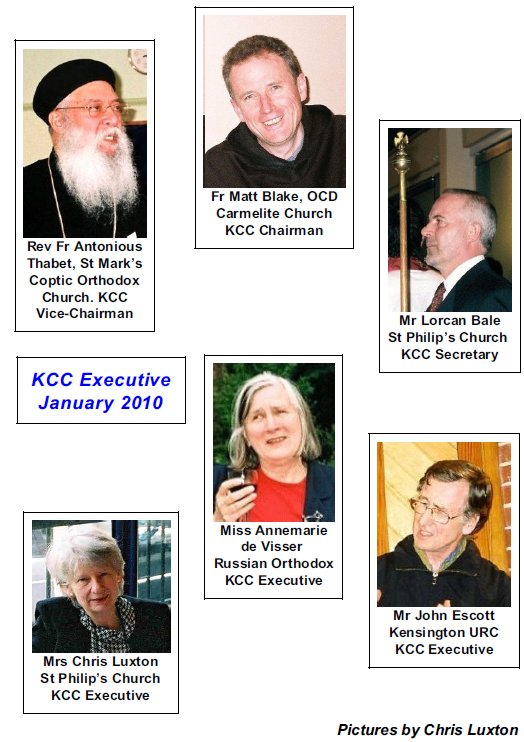 Fr Matt Blake, OCD
Carmelite Church
KCC Chairman
Rev Fr Antonious
Thabet, St Mark's
Coptic Orthodox
Church. KCC
Vice-Chairman
Mr Lorcan Bale
St Philip's Church
KCC Secretary
KCC Executive
January 2010
Miss Annemarie
de Visser
Russian Orthodox
KCC Executive
Mr John Escott
Kensington URC
KCC Executive
Mrs Chris Luxton
St Philip's Church
KCC Executive
Pictures by Chris Luxton